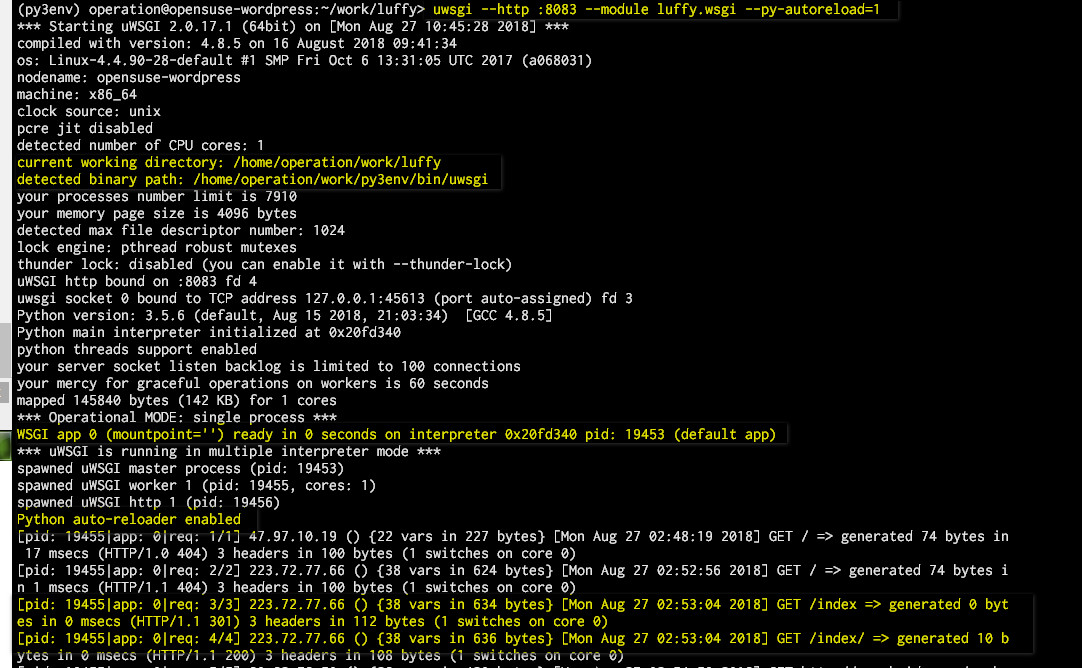 (py3env) operation@opensuse-wordpress:~/work/luffy> uwsgi --http :8083 --module luffy.wsgi --py-autoreload=1
*** Starting uWSGI 2.0.17.1 (64bit) on [Mon Aug 27 10:45:28 2018] ***
compiled with version: 4.8.5 on 16 August 2018 09:41:34
os: Linux-4.4.90-28-default #1 SMP Fri Oct 6 13:31:05 UTC 2017 (a068031)
nodename: opensuse-wordpress
machine: x86_64
clock source: unix
pcre jit disabled
detected number of CPU cores: 1
current working directory: /home/operation/work/luffy
detected binary path: /home/operation/work/py3env/bin/uwsgi
your processes number limit is 7910
your memory page size is 4096 bytes
detected max file descriptor number: 1024
lock engine: pthread robust mutexes
thunder lock: disabled (you can enable it with --thunder-lock)
uWSGI http bound on :8083 fd 4
uwsgi socket 0 bound to TCP address 127.0.0.1:45613 (port auto-assigned) fd 3
Python version: 3.5.6 (default, Aug 15 2018, 21:03:34)  [GCC 4.8.5]
Python main interpreter initialized at 0x20fd340
python threads support enabled
your server socket listen backlog is limited to 100 connections
your mercy for graceful operations on workers is 60 seconds
mapped 145840 bytes (142 KB) for 1 cores
*** Operational MODE: single process ***
WSGI app 0 (mountpoint='') ready in 0 seconds on interpreter 0x20fd340 pid: 19453 (default app)
*** uWSGI is running in multiple interpreter mode ***
spawned uWSGI master process (pid: 19453)
spawned uWSGI worker 1 (pid: 19455, cores: 1)
spawned uWSGI http 1 (pid: 19456)
Python auto-reloader enabled
[pid: 19455|app: 0|req: 1/1] 47.97.10.19 () {22 vars in 227 bytes} [Mon Aug 27 02:48:19 2018] GET / => generated 74 bytes in
 17 msecs (HTTP/1.0 404) 3 headers in 100 bytes (1 switches on core 0)
[pid: 19455|app: 0|req: 2/2] 223.72.77.66 () {38 vars in 624 bytes} [Mon Aug 27 02:52:56 2018] GET / => generated 74 bytes i
n 1 msecs (HTTP/1.1 404) 3 headers in 100 bytes (1 switches on core 0)
[pid: 19455|app: 0|req: 3/3] 223.72.77.66 () {38 vars in 634 bytes} [Mon Aug 27 02:53:04 2018] GET /index => generated 0 byt
es in 0 msecs (HTTP/1.1 301) 3 headers in 112 bytes (1 switches on core 0)
[pid: 19455|app: 0|req: 4/4] 223.72.77.66 () {38 vars in 636 bytes} [Mon Aug 27 02:53:04 2018] GET /index/ => generated 10 b
ytes in 0 msecs (HTTP/1.1 200) 3 headers in 108 bytes (1 switches on core 0)